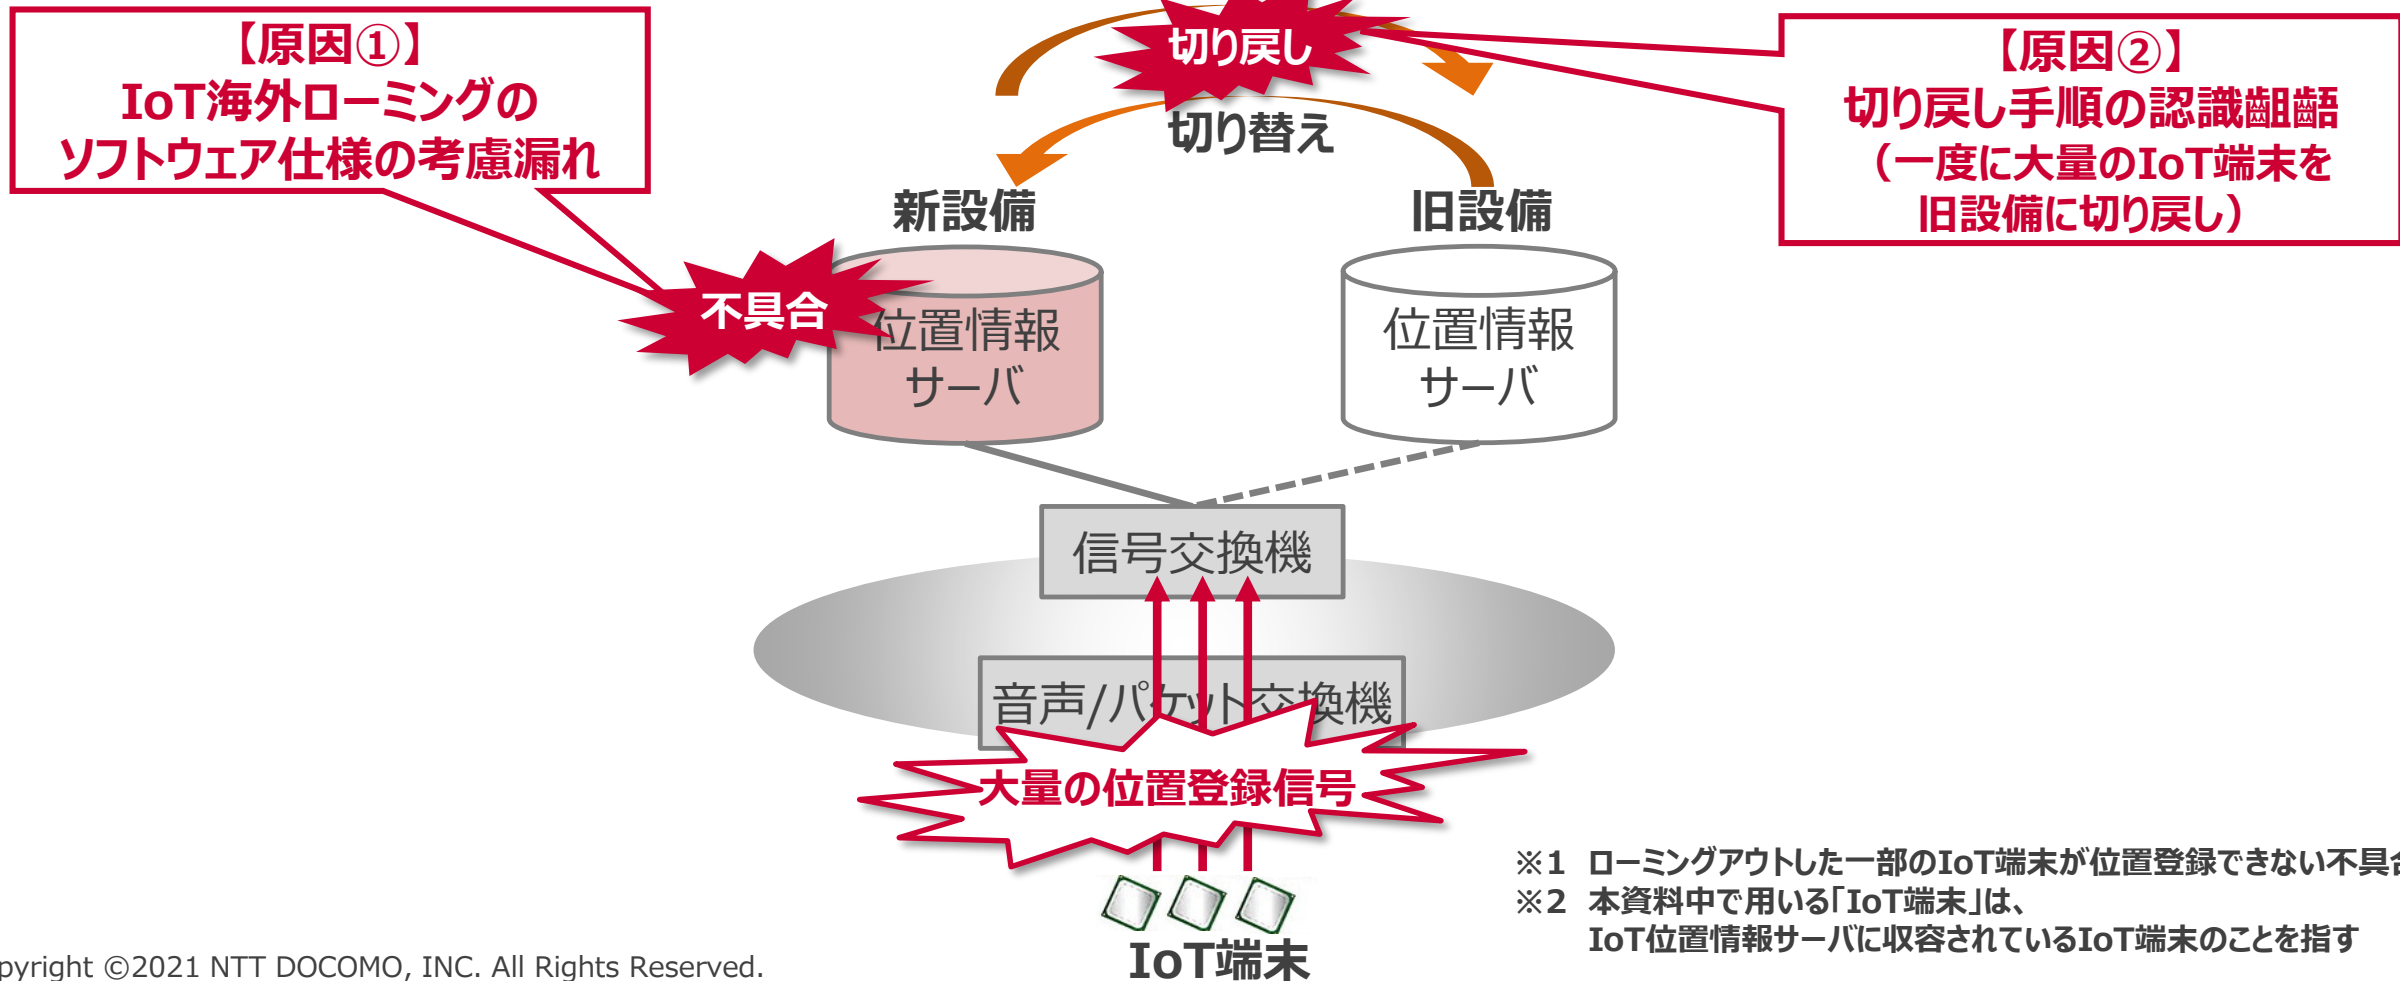 【原因①】
IoT海外ローミングの
ソフトウェア仕様の考慮漏れ
切り戻し
切り替え
【原因②】
切り戻し手順の認識齟齬
（一度に大量のIoT端末を
旧設備に切り戻し）
新設備
旧設備
不具合
位置情報
サーバ
位置情報
サーバ
信号交換機
音声/パケット交換機
大量の位置登録信号
IoT端末
※1 ローミングアウトした一部のIoT端末が位置登録できない不具合
※2 本資料中で用いる「IoT端末」は、
IoT位置情報サーバに収容されているIoT端末のことを指す
pyright ©2021 NTT DOCOMO, INC. All Rights Reserved.